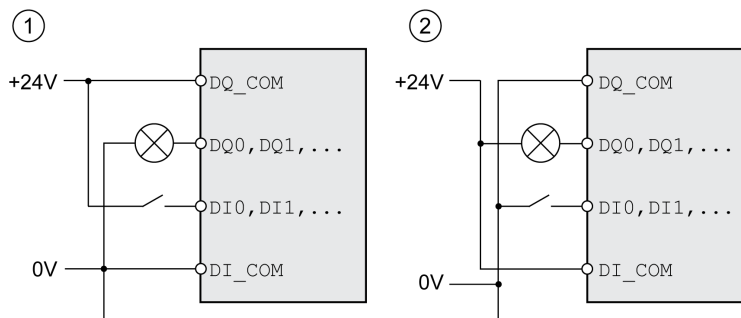 1
+24V
DQ_COM
DQ0,DQ1,...
DI0,DI1,...
0V
DI_COM
2
+24V
DQ_COM
DQ0,DQ1,...
DI0,DI1,...
DI_COM
0V